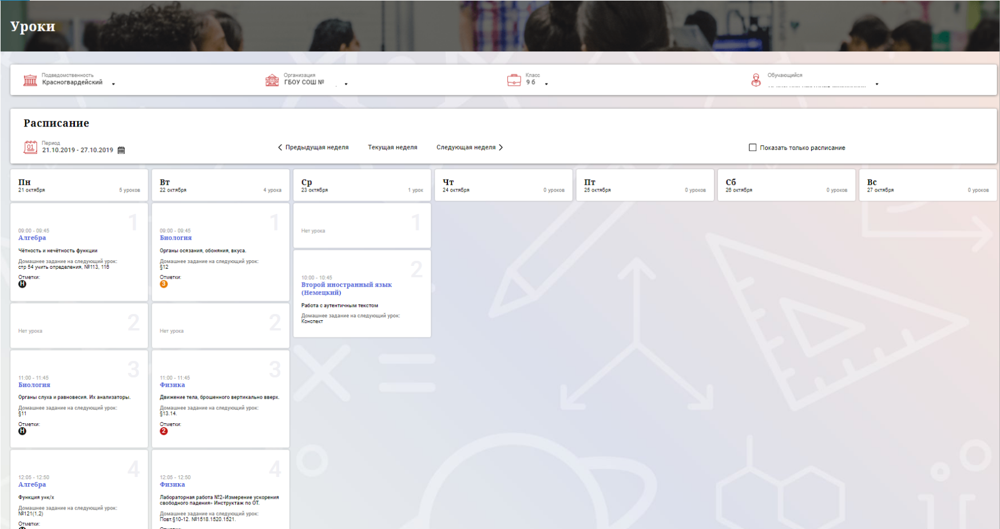 Уроки
Подведомственность
Красногвардейский
Организация
ГБОУ СОШ №
Класс
9 б
Обучающийся
Расписание
01
Период
21.10.2019 - 27.10.2019
Предыдущая неделя
Текущая неделя
Следующая неделя
Показать только расписание
Пн
21 октября
5 уроков
Вт
22 октября
4 урока
Ср
23 октября
1 урок
Чт
24 октября
0 уроков
Пт
25 октября
0 уроков
Сб
26 октября
0 уроков
Вс
27 октября
0 уроков
1
09:00 - 09:45
Алгебра
Чётность и нечётность функции
Домашнее задание на следующий урок:
стр 54 учить определения, №113, 116
Отметки:
Н
2
Нет урока
3
11:00 - 11:45
Биология
Органы слуха и равновесия. Их анализаторы.
Домашнее задание на следующий урок:
§11
Отметки:
Н
4
12:05 - 12:50
Алгебра
Функция у=к/х
Домашнее задание на следующий урок:
№121(1,2)
Отметки:
1
09:00 - 09:45
Биология
Органы осязания, обоняния, вкуса.
Домашнее задание на следующий урок:
§12
Отметки:
3
2
Нет урока
3
11:00 - 11:45
Физика
Движение тела, брошенного вертикально вверх.
Домашнее задание на следующий урок:
§13.14.
Отметки:
2
4
12:05 - 12:50
Физика
Лабораторная работа №2«Измерение ускорения
свободного падения» Инструктаж по ОТ.
Домашнее задание на следующий урок:
Повт.§10-12. №1518.1520.1521.
Отметки:
1
Нет урока
2
10:00 - 10:45
Второй иностранный язык
(Немецкий)
Работа с аутентичным текстом
Домашнее задание на следующий урок:
Конспект